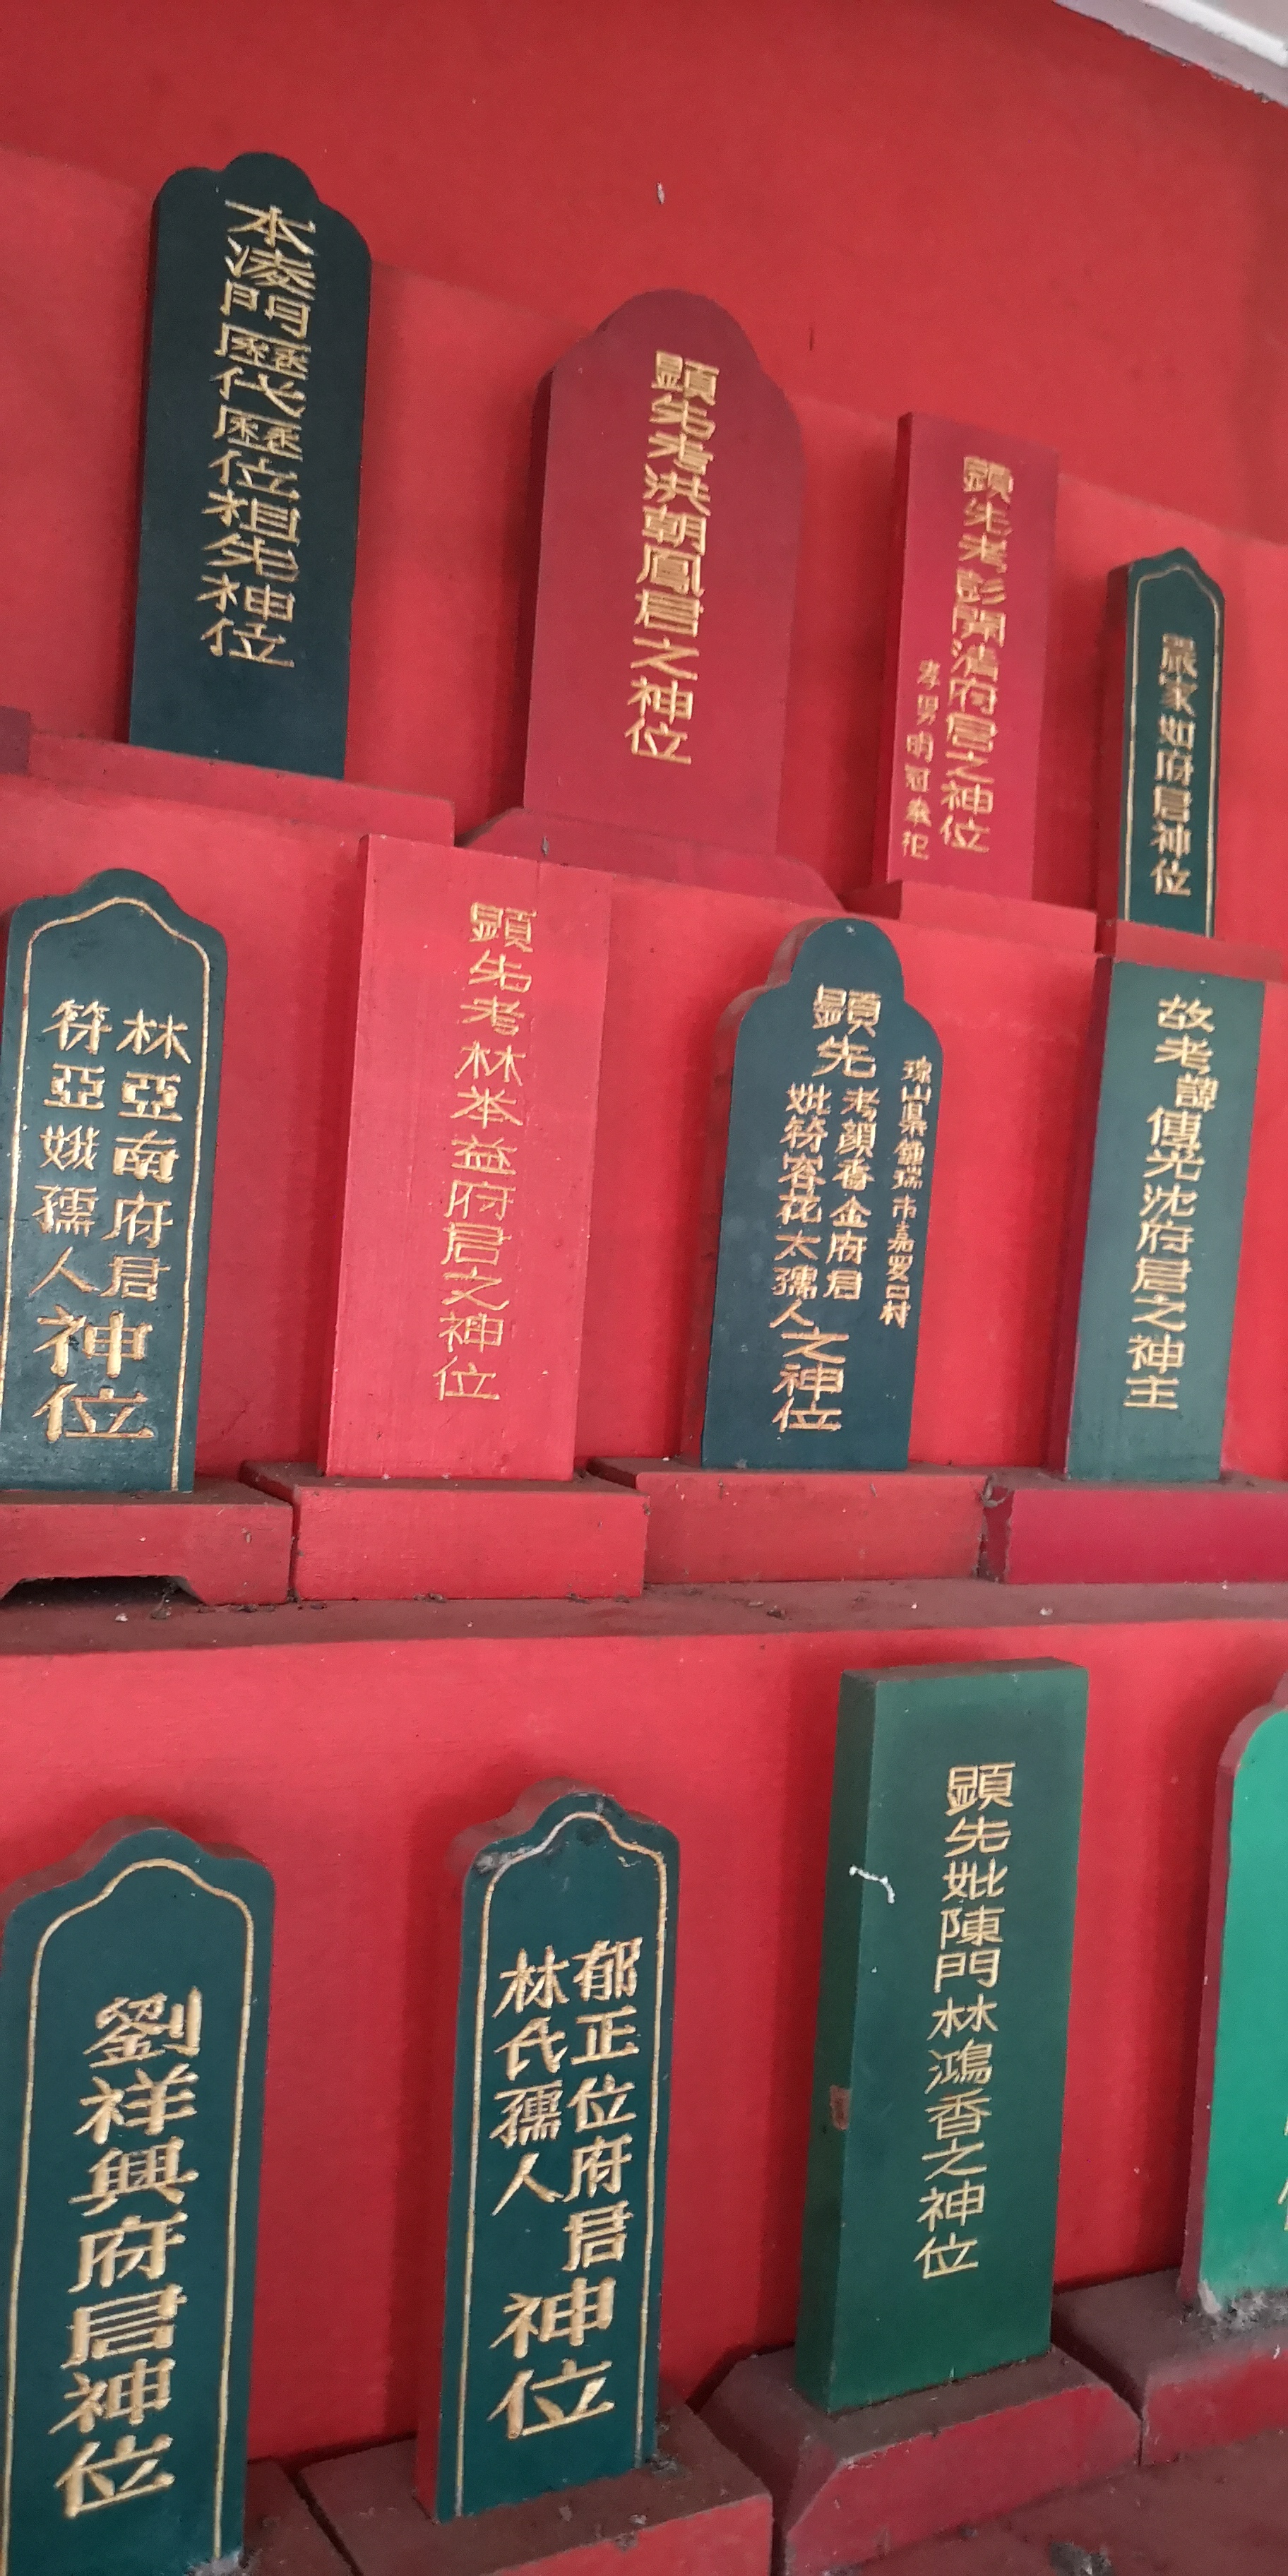 本凌門歷代歷位祖先神位
顯先考洪朝鳳君之神位
顯先考彭開清府君之神位
孝男明冠奉祀
嚴家如府君神位
林亞南府君
符亞娥孺人
神位
顯先考林本益府君之神位
瓊山県鋪瑞市嘉罗口村
顯先
考顏香金府君
妣符容花太孺人
之神位
故考諱傳光沈府君之神主
劉祥興府君神位
郁正位府君
林氏孺人
神位
顯先妣陳門林鴻香之神位